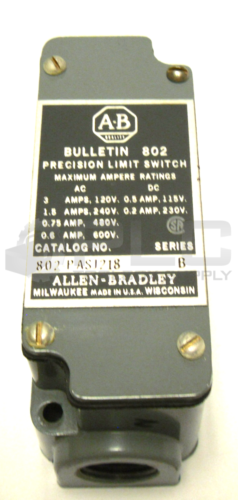 A-B
BULLETIN 802
PRECISION LIMIT SWITCH
MAXIMUM AMPERE RATINGS
AC DC
3 AMPS, 120V. 0.5 AMP, 115V.
1.5 AMPS, 240V. 0.2 AMP, 230V.
0.75 AMP, 480V.
0.6 AMP, 600V.
CATALOG NO. SERIES
B
ALLEN-BRADLEY
MILWAUKEE MADE IN U.S.A. WISCONSIN